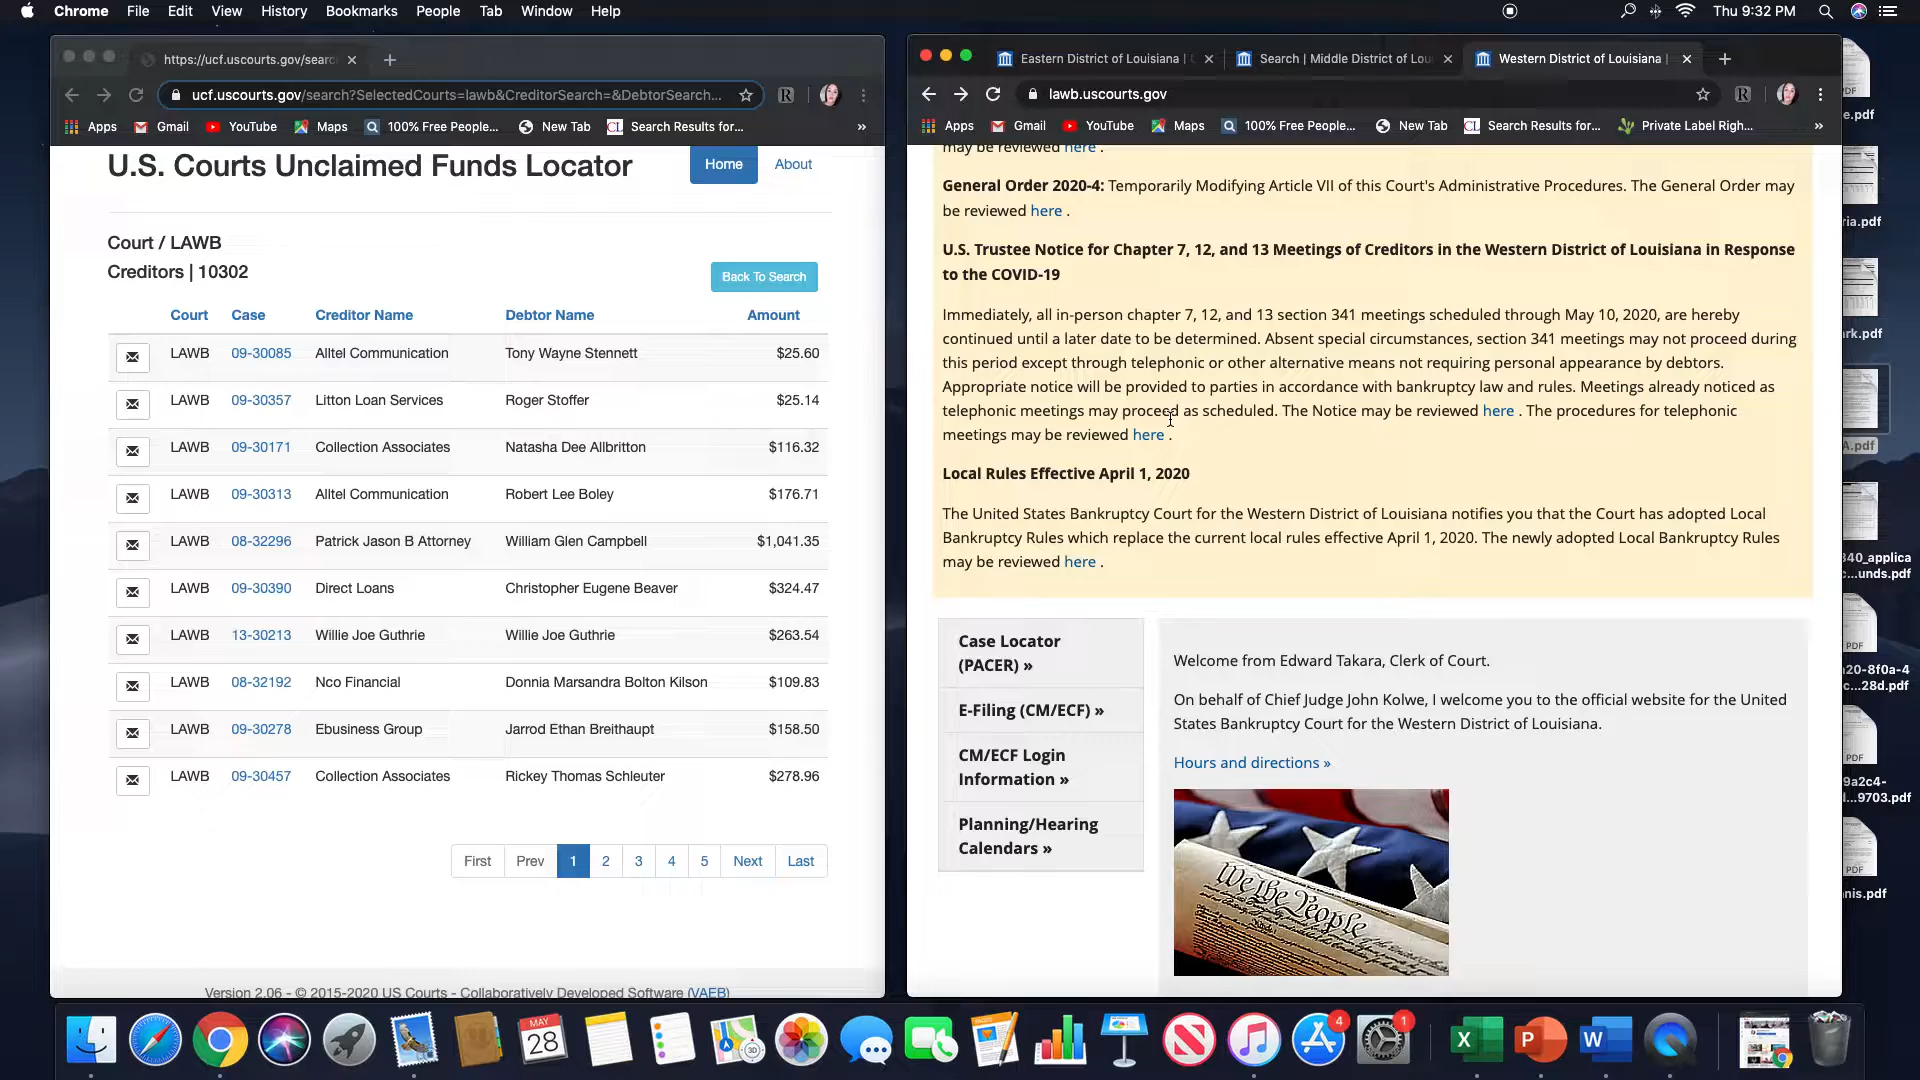 Chrome File Edit View History Bookmarks People Tab Window Help
Thu 9:32 PM
https://ucf.uscourts.gov/searc
ucf.uscourts.gov/search?SelectedCourts=lawb&CreditorSearch=&DebtorSearch...
Apps Gmail YouTube Maps 100% Free People... New Tab Search Results for... »
U.S. Courts Unclaimed Funds Locator
Home About
Court / LAWB
Creditors | 10302
Back To Search
Court Case Creditor Name Debtor Name Amount
LAWB 09-30085 Alltel Communication Tony Wayne Stennett $25.60
LAWB 09-30357 Litton Loan Services Roger Stoffer $25.14
LAWB 09-30171 Collection Associates Natasha Dee Allbritton $116.32
LAWB 09-30313 Alltel Communication Robert Lee Boley $176.71
LAWB 08-32296 Patrick Jason B Attorney William Glen Campbell $1,041.35
LAWB 09-30390 Direct Loans Christopher Eugene Beaver $324.47
LAWB 13-30213 Willie Joe Guthrie Willie Joe Guthrie $263.54
LAWB 08-32192 Nco Financial Donnia Marsandra Bolton Kilson $109.83
LAWB 09-30278 Ebusiness Group Jarrod Ethan Breithaupt $158.50
LAWB 09-30457 Collection Associates Rickey Thomas Schleuter $278.96
First Prev 1 2 3 4 5 Next Last
Version 2.06 - © 2015-2020 US Courts - Collaboratively Developed Software (VAEB)
Eastern District of Louisiana | Search | Middle District of Lou Western District of Louisiana |
lawb.uscourts.gov
Apps Gmail YouTube Maps 100% Free People... New Tab Search Results for... Private Label Righ... »
may be reviewed here .
General Order 2020-4: Temporarily Modifying Article VII of this Court's Administrative Procedures. The General Order may
be reviewed here .
U.S. Trustee Notice for Chapter 7, 12, and 13 Meetings of Creditors in the Western District of Louisiana in Response
to the COVID-19
Immediately, all in-person chapter 7, 12, and 13 section 341 meetings scheduled through May 10, 2020, are hereby
continued until a later date to be determined. Absent special circumstances, section 341 meetings may not proceed during
this period except through telephonic or other alternative means not requiring personal appearance by debtors.
Appropriate notice will be provided to parties in accordance with bankruptcy law and rules. Meetings already noticed as
telephonic meetings may proceed as scheduled. The Notice may be reviewed here . The procedures for telephonic
meetings may be reviewed here .
Local Rules Effective April 1, 2020
The United States Bankruptcy Court for the Western District of Louisiana notifies you that the Court has adopted Local
Bankruptcy Rules which replace the current local rules effective April 1, 2020. The newly adopted Local Bankruptcy Rules
may be reviewed here .
Case Locator
(PACER) »
E-Filing (CM/ECF) »
CM/ECF Login
Information »
Planning/Hearing
Calendars »
Welcome from Edward Takara, Clerk of Court.
On behalf of Chief Judge John Kolwe, I welcome you to the official website for the United
States Bankruptcy Court for the Western District of Louisiana.
Hours and directions »
We the People
e.pdf
ria.pdf
rk.pdf
A.pdf
340_applica
c...unds.pdf
PDF
a20-8f0a-4
c...28d.pdf
PDF
9a2c4-
d...9703.pdf
PDF
nis.pdf
MAY
28
3D
4
1
X
P
W